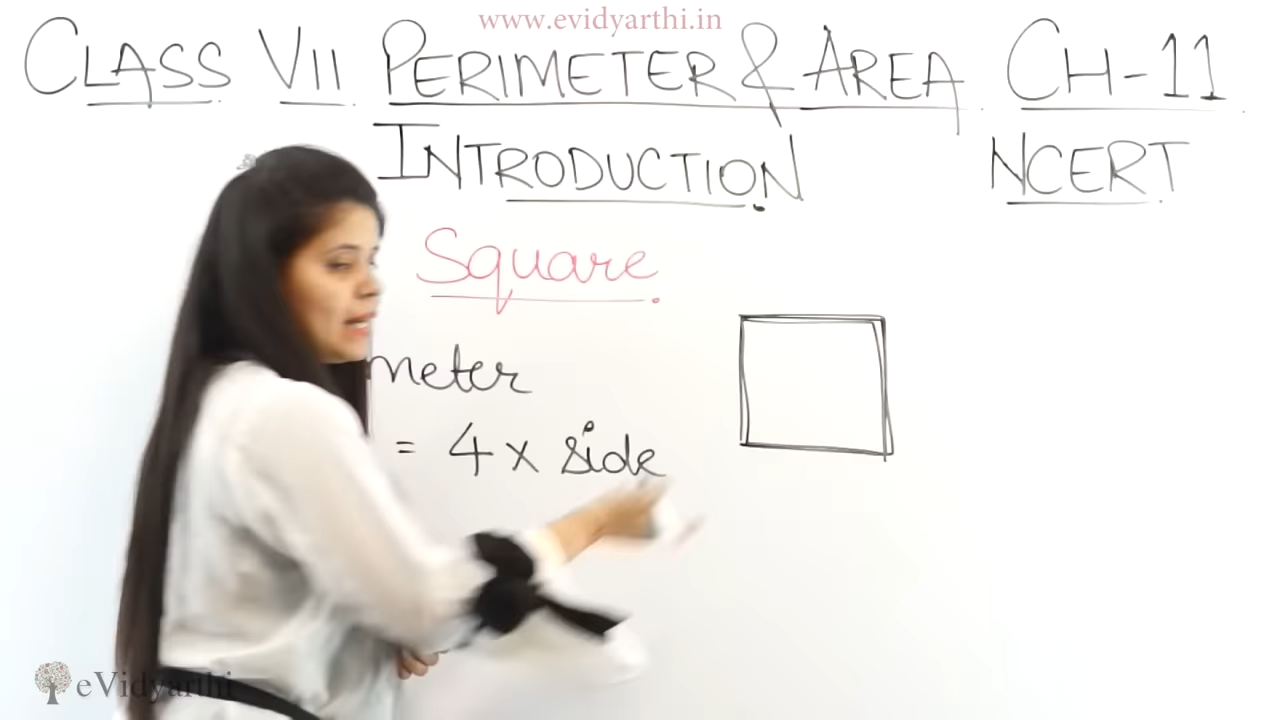 www.evidyarthi.in
CLASS VII PERIMETER & AREA CH-11
INTRODUCTION NCERT
Square
meter
= 4 x side
eVidyarthi